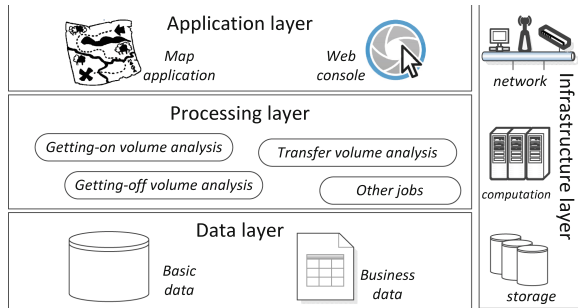 Application layer
Map
application
Web
console
Processing layer
Getting-on volume analysis
Transfer volume analysis
Getting-off volume analysis
Other jobs
Data layer
Basic
data
Business
data
network
computation
storage
Infrastructure layer